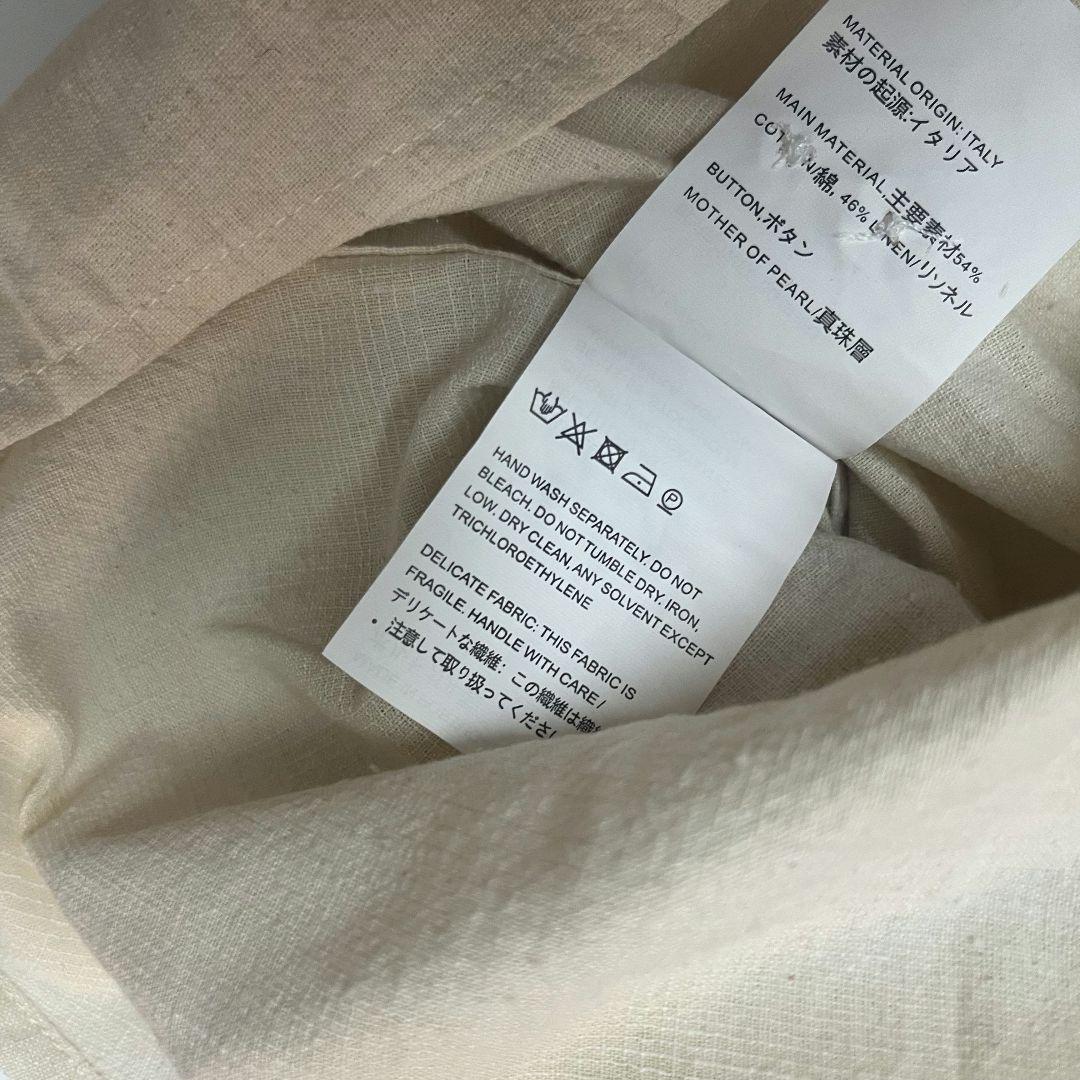 MATERIAL ORIGIN: ITALY
素材の起源:イタリア
MAIN MATERIAL,主要素材54%
COTTON/綿, 46% LINEN/リンネル
BUTTON,ボタン
MOTHER OF PEARL/真珠層
HAND WASH SEPARATELY. DO NOT
BLEACH. DO NOT TUMBLE DRY. IRON,
LOW. DRY CLEAN, ANY SOLVENT EXCEPT
TRICHLOROETHYLENE
P
DELICATE FABRIC: THIS FABRIC IS
FRAGILE. HANDLE WITH CARE /
デリケートな繊維: この繊維は繊
• 注意して取り扱ってくださ